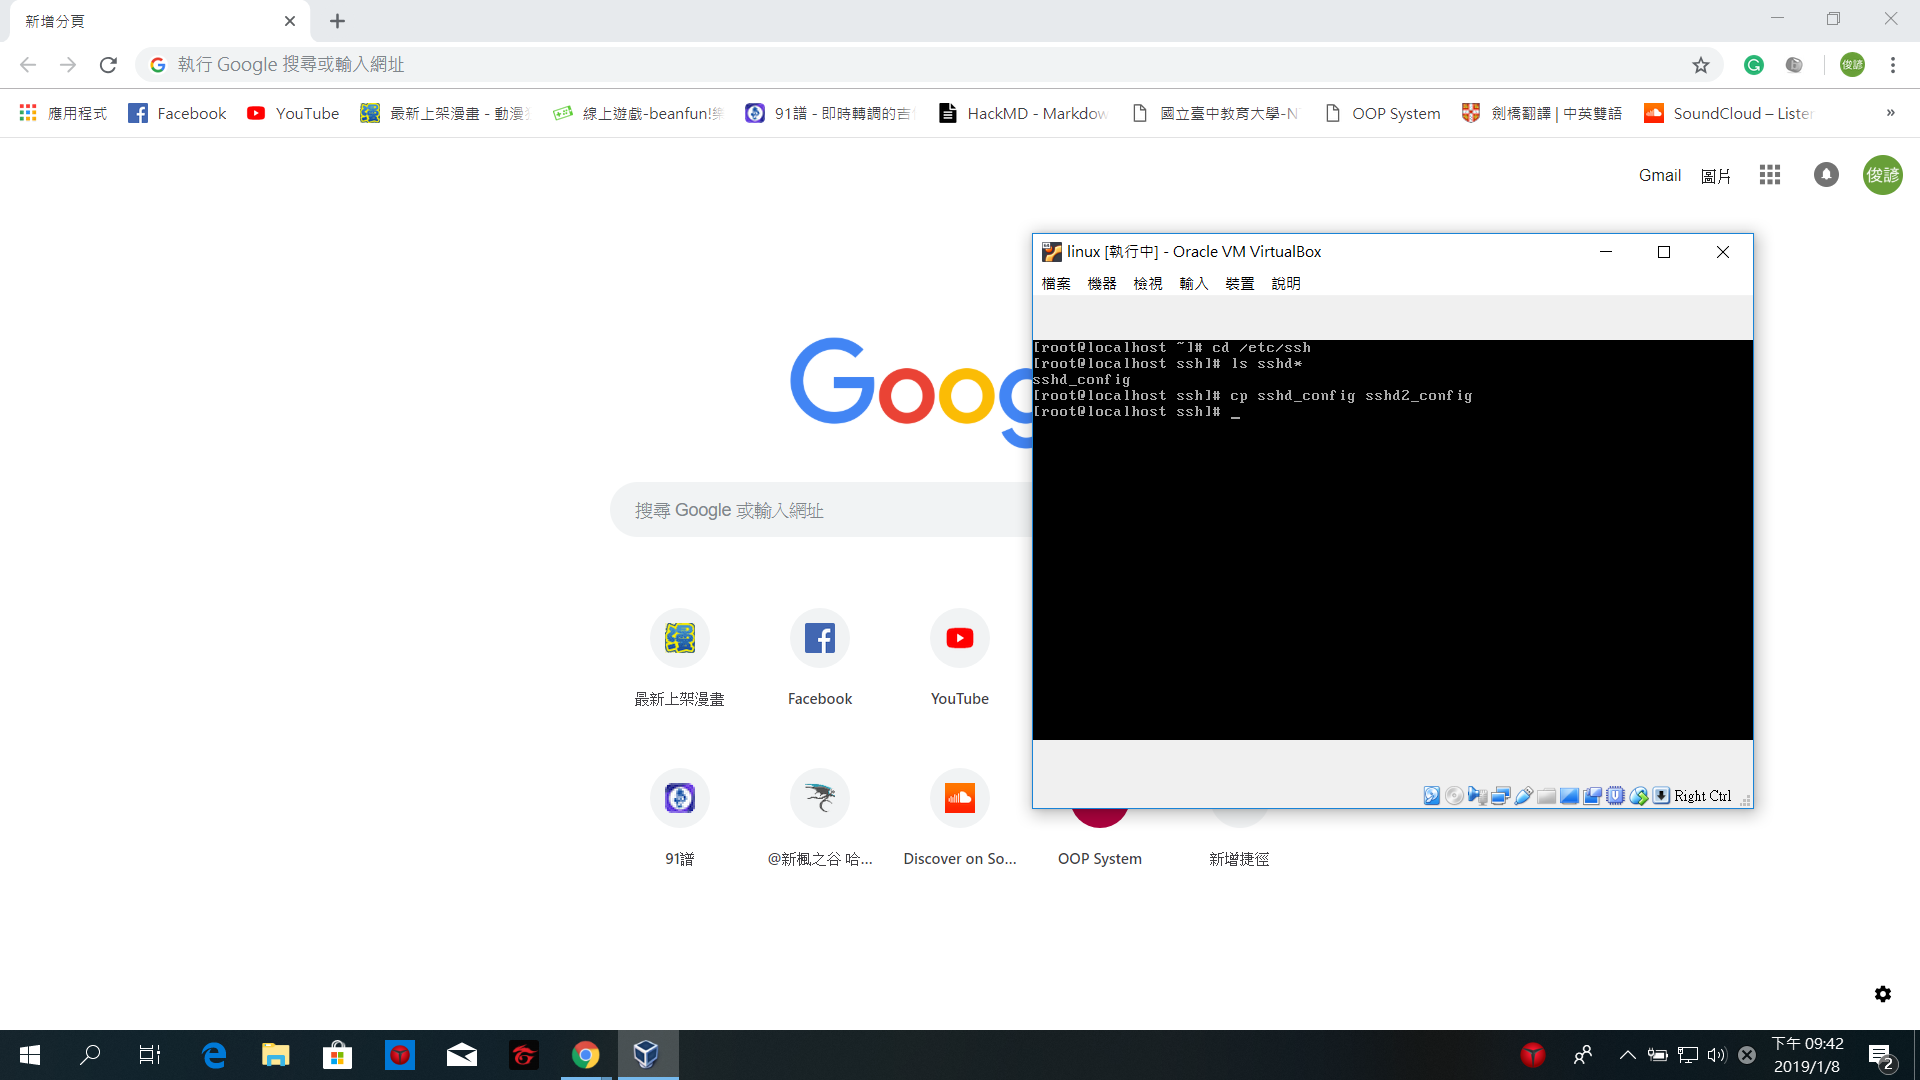 新增分頁
執行 Google 搜尋或輸入網址
俊諺
應用程式
Facebook
YouTube
最新上架漫畫 - 動漫
線上遊戲-beanfun!
91譜 - 即時轉調的吉
HackMD - Markdow
國立臺中教育大學-N
OOP System
劍橋翻譯 | 中英雙語
SoundCloud – Listen
»
Gmail
圖片
俊諺
linux [執行中] - Oracle VM VirtualBox
檔案 機器 檢視 輸入 裝置 說明
[root@localhost ~]# cd /etc/ssh
[root@localhost ssh]# ls sshd*
sshd_config
[root@localhost ssh]# cp sshd_config sshd2_config
[root@localhost ssh]# _
Goog
搜尋 Google 或輸入網址
漫
最新上架漫畫
Facebook
YouTube
Right Ctrl
91譜
@新楓之谷 哈...
Discover on So...
OOP System
新增捷徑
下午 09:42
2019/1/8
2